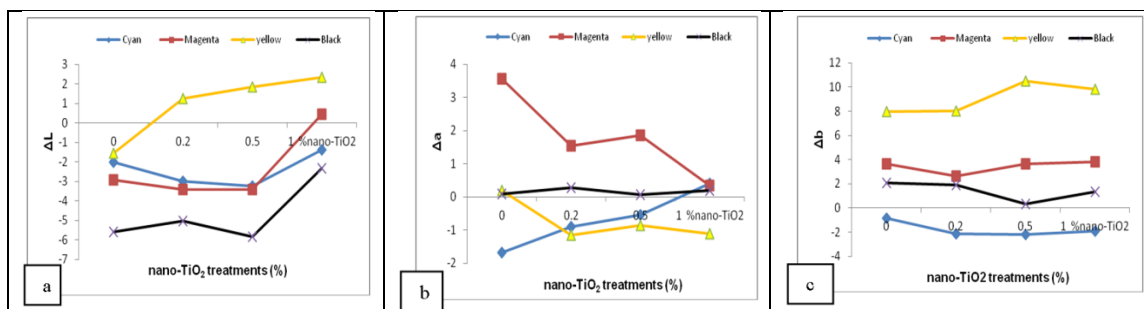 Cyan Magenta yellow Black
3
2
1
0
-1
-2
-3
-4
-5
-6
-7
ΔL
0 0.2 0.5 1 %nano-TiO2
nano-TiO₂ treatments (%)
a
Cyan Magenta yellow Black
4
3
2
1
0
-1
-2
Δa
0 0.2 0.5 1 %nano-TiO2
nano-TiO₂ treatments (%)
b
Cyan Magenta yellow Black
12
10
8
6
4
2
0
-2
-4
Δb
0 0.2 0.5 1 %nano-TiO2
nano-TiO2 treatments (%)
c